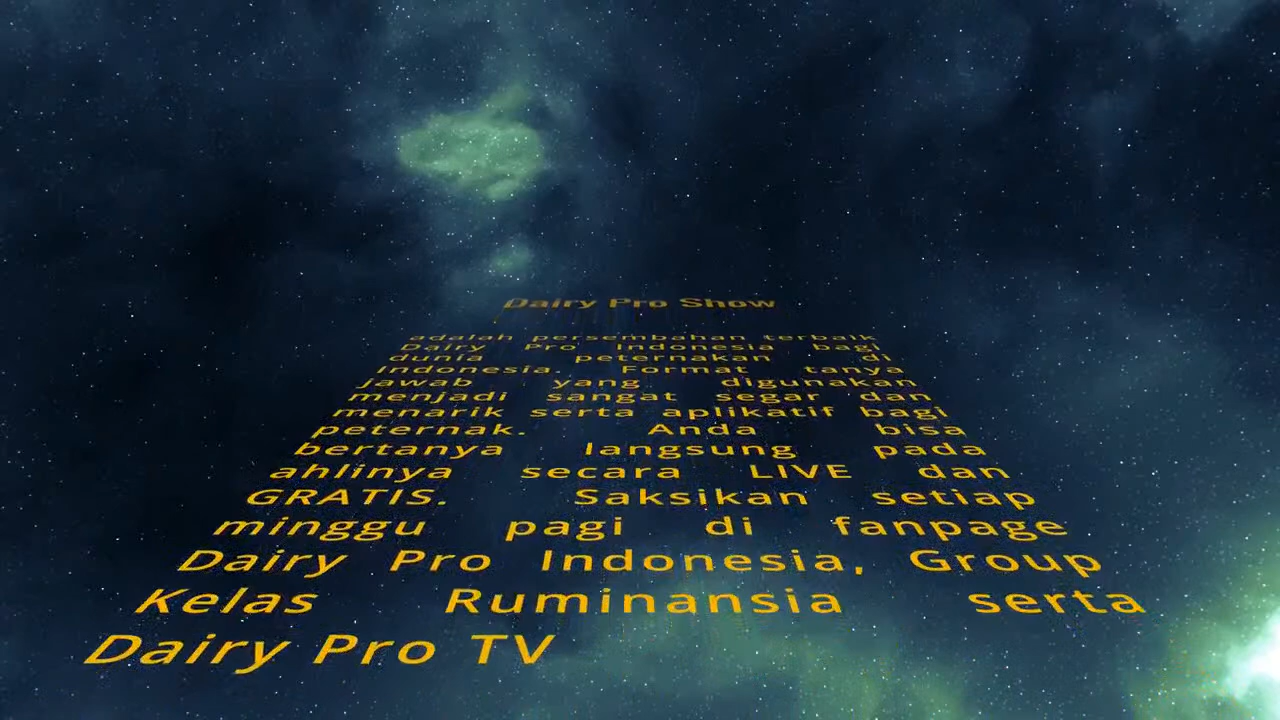 Dairy Pro Show
adalah persembahan terbaik
Dairy Pro Indonesia bagi
dunia peternakan di
Indonesia. Format tanya
jawab yang digunakan
menjadi sangat segar dan
menarik serta aplikatif bagi
peternak. Anda bisa
bertanya langsung pada
ahlinya secara LIVE dan
GRATIS. Saksikan setiap
minggu pagi di fanpage
Dairy Pro Indonesia, Group
Kelas Ruminansia serta
Dairy Pro TV